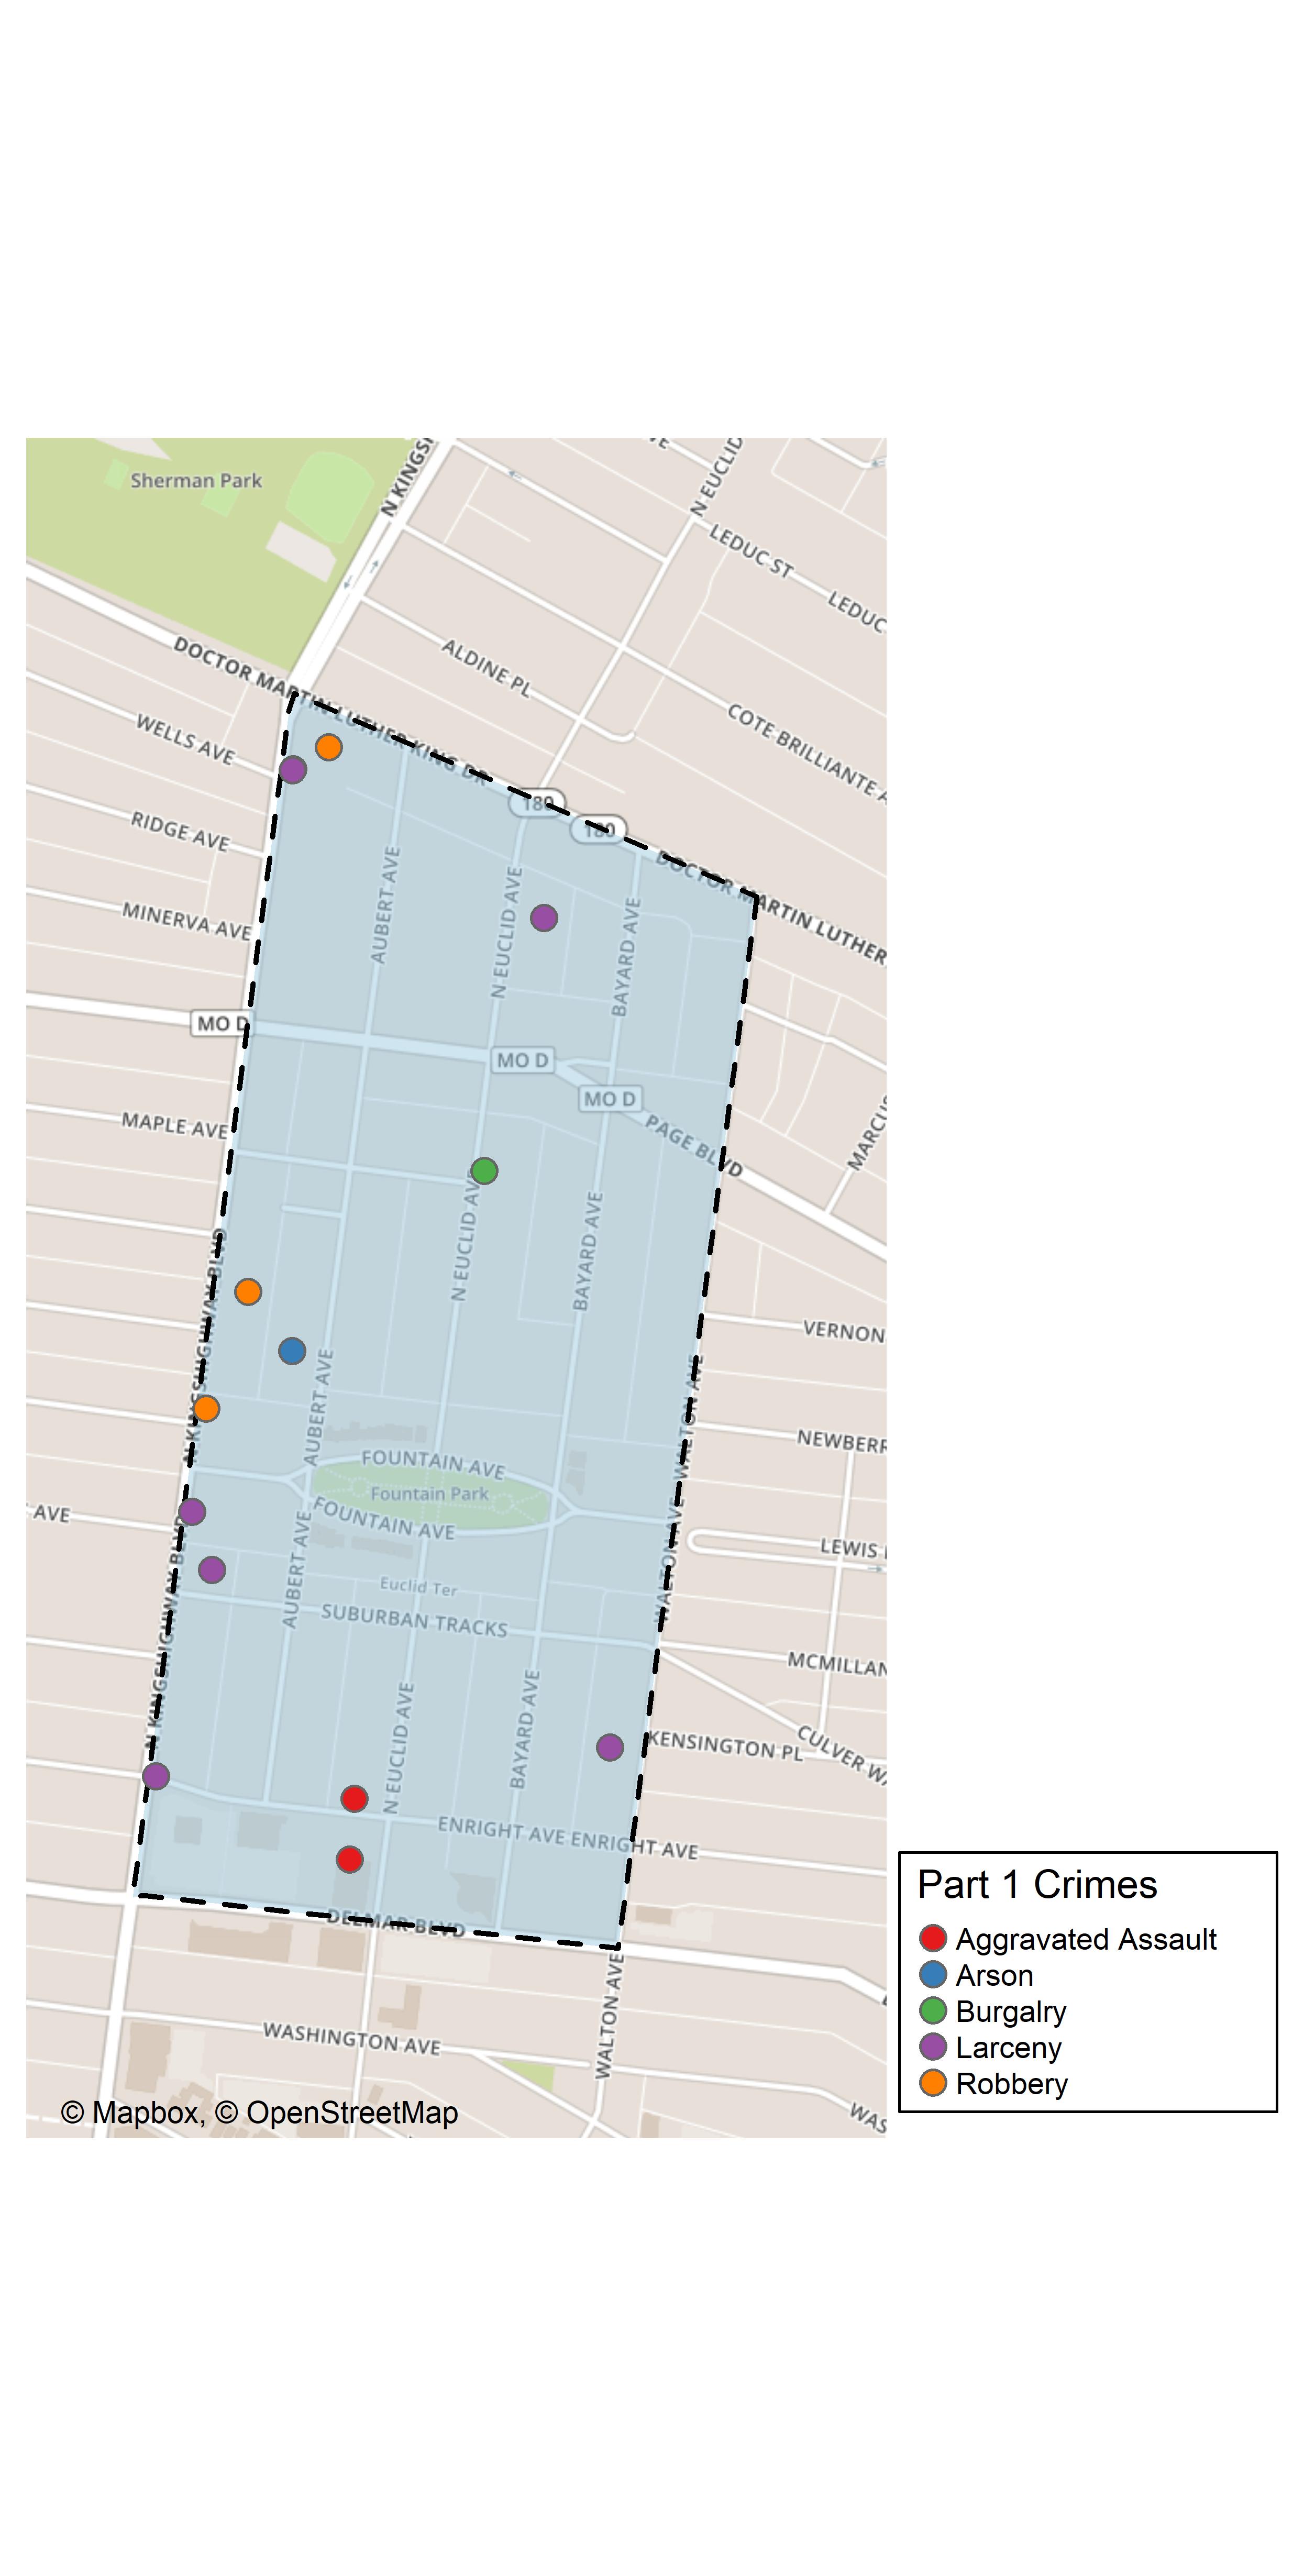 N KINGSH
VE
N EUCLID
Sherman Park
LEDUC ST
LEDUC
DOCTOR MARTIN LUTHER KING DR
ALDINE PL
WELLS AVE
COTE BRILLIANTE A
180
180
RIDGE AVE
AUBERT AVE
N EUCLID AVE
DOCTOR MARTIN LUTHER
BAYARD AVE
MINERVA AVE
MO D
MO D
MO D
MAPLE AVE
PAGE BLVD
MARCUS
N EUCLID AVE
BAYARD AVE
N KINGSHIGHWAY BLVD
VERNON
AUBERT AVE
WALTON AVE
NEWBERR
FOUNTAIN AVE
Fountain Park
FOUNTAIN AVE
AVE
WALTON AVE
LEWIS
AUBERT AVE
Euclid Ter
SUBURBAN TRACKS
N KINGSHIGHWAY BLVD
MCMILLAN
N EUCLID AVE
BAYARD AVE
KENSINGTON PL
CULVER WA
ENRIGHT AVE
ENRIGHT AVE
DELMAR BLVD
WALTON AVE
WASHINGTON AVE
WAS
© Mapbox, © OpenStreetMap
Part 1 Crimes
Aggravated Assault
Arson
Burgalry
Larceny
Robbery